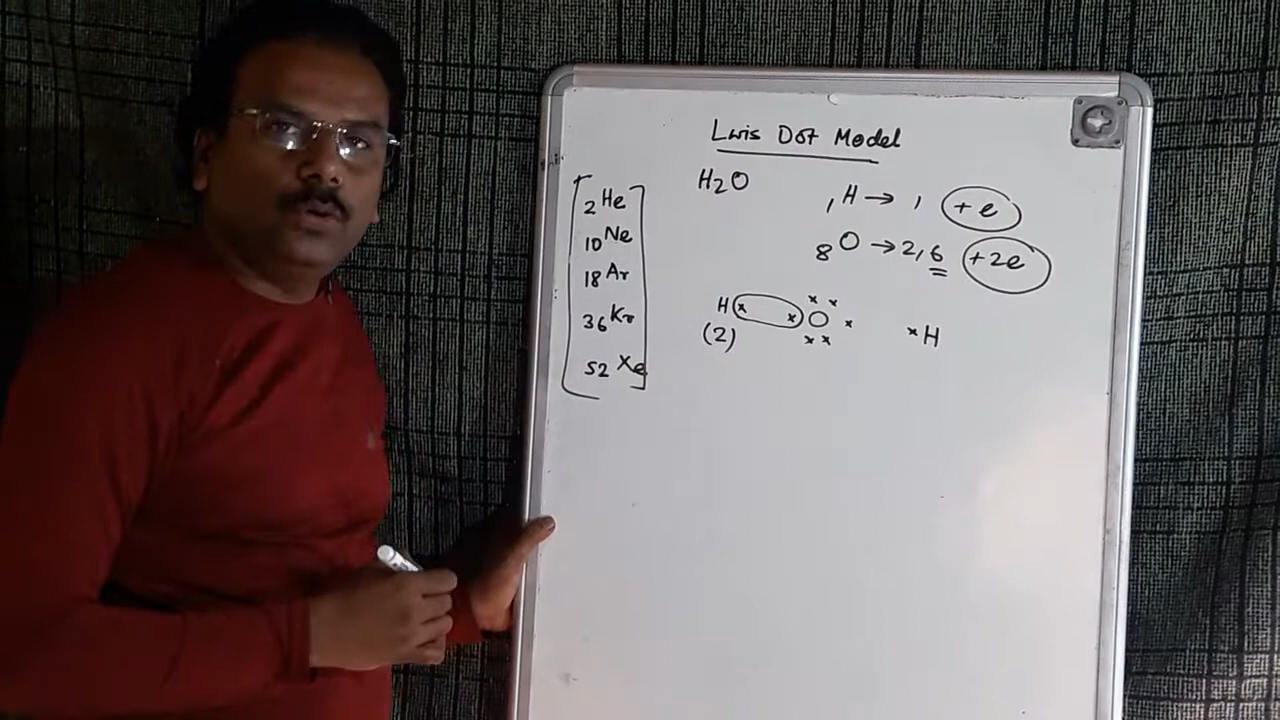 Lwis Dot Model
H2O
1H → 1 +e
8O → 2,6 +2e
2He
10Ne
18Ar
36Kr
52Xe
H× ×O× ×H
(2)